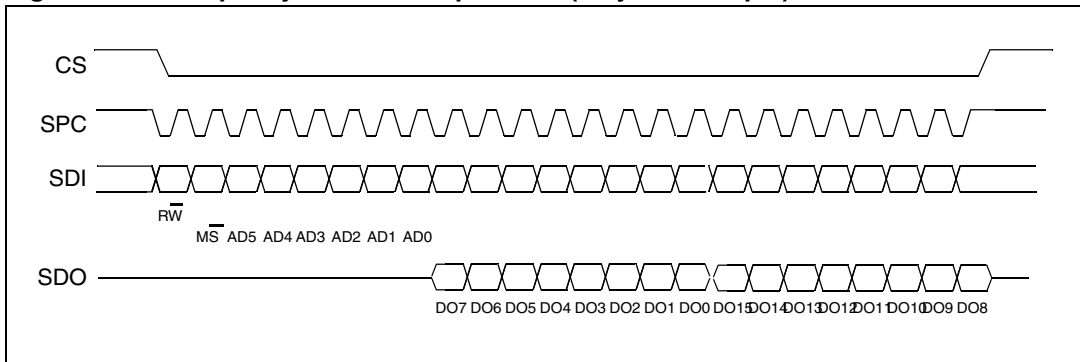 CS
SPC
SDI
RW
MS AD5 AD4 AD3 AD2 AD1 AD0
SDO
DO7 DO6 DO5 DO4 DO3 DO2 DO1 DO0 DO15 DO14 DO13 DO12 DO11 DO10 DO9 DO8